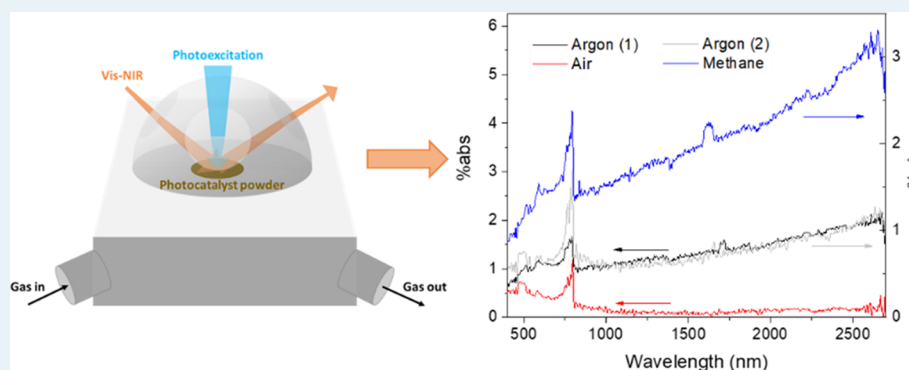 Photoexcitation
Vis-NIR
Photocatalyst powder
Gas in
Gas out
%abs
6
5
4
3
2
1
0
Argon (1)
Argon (2)
Air
Methane
3
2
1
0
500
1000
1500
2000
2500
Wavelength (nm)